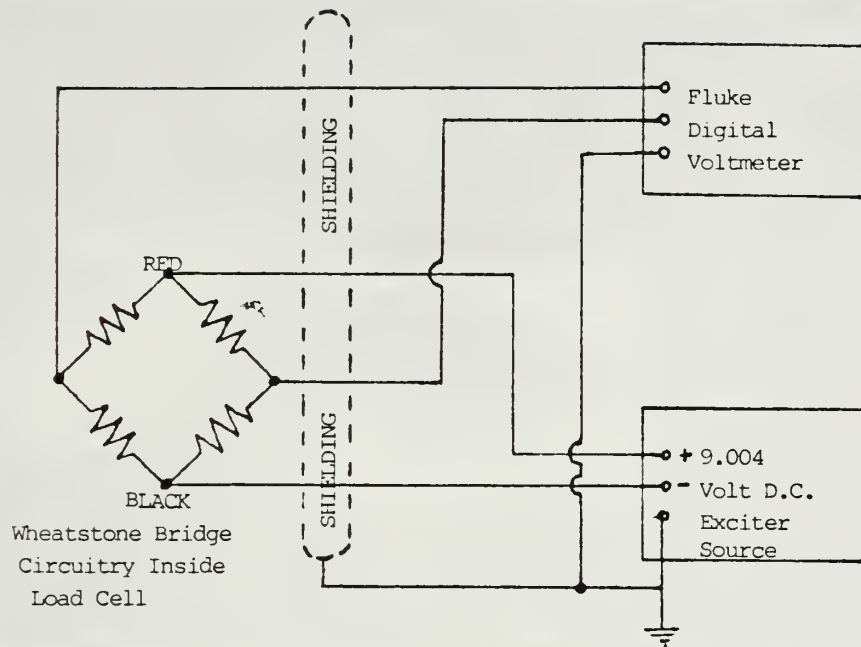 Fluke
Digital
Voltmeter
SHIELDING
RED
SHIELDING
BLACK
+ 9.004
- Volt D.C.
Exciter
Source
Wheatstone Bridge
Circuitry Inside
Load Cell